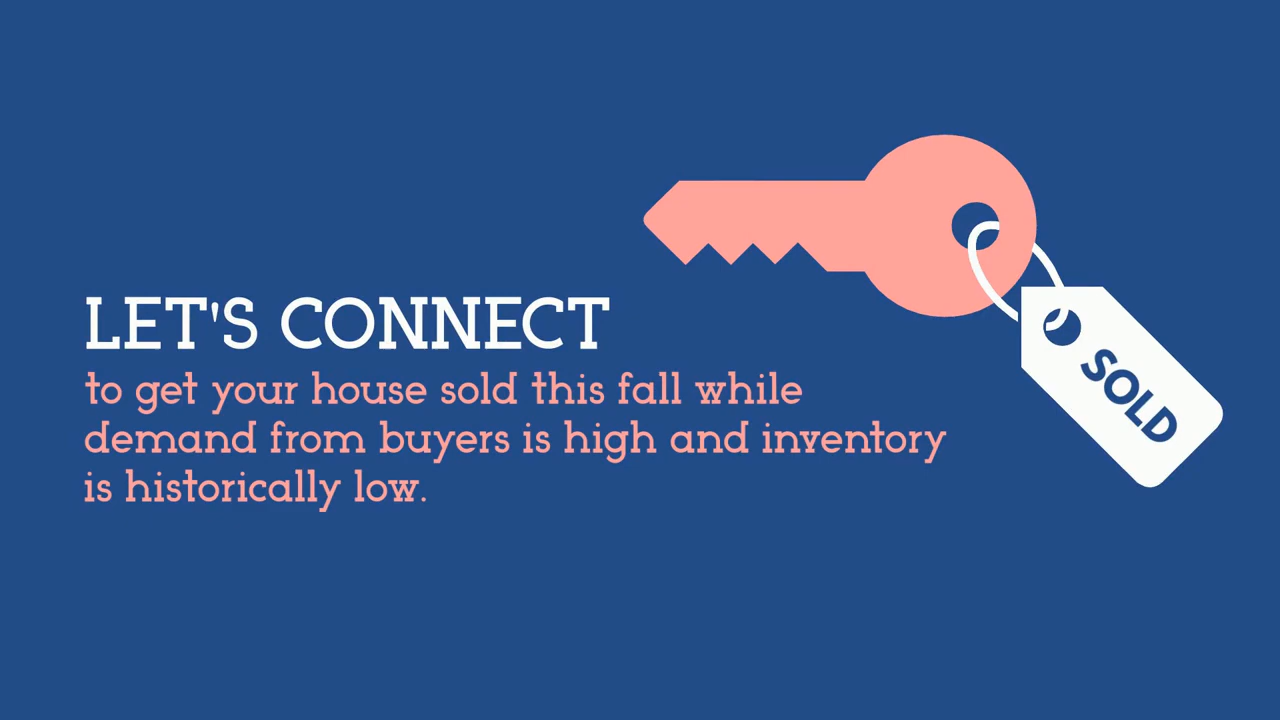 LET'S CONNECT
to get your house sold this fall while
demand from buyers is high and inventory
is historically low.
SOLD